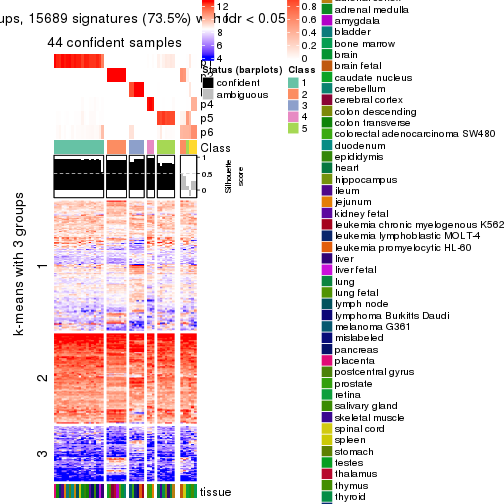 ups, 15689 signatures (73.5%) with fdr < 0.05
44 confident samples
12
10
8
6
4
0.8
0.6
0.4
0.2
0
p4
p5
p6
Class
1
0.5
0
Silhouette
score
Status (barplots)
confident
ambiguous
Class
1
2
3
4
5
k-means with 3 groups
1
2
3
tissue
adrenal medulla
amygdala
bladder
bone marrow
brain
brain fetal
caudate nucleus
cerebellum
cerebral cortex
colon descending
colon transverse
colorectal adenocarcinoma SW480
duodenum
epididymis
heart
hippocampus
ileum
jejunum
kidney fetal
leukemia chronic myelogenous K562
leukemia lymphoblastic MOLT-4
leukemia promyelocytic HL-60
liver
liver fetal
lung
lung fetal
lymph node
lymphoma Burkitts Daudi
melanoma G361
mislabeled
pancreas
placenta
postcentral gyrus
prostate
retina
salivary gland
skeletal muscle
spinal cord
spleen
stomach
testes
thalamus
thymus
thyroid